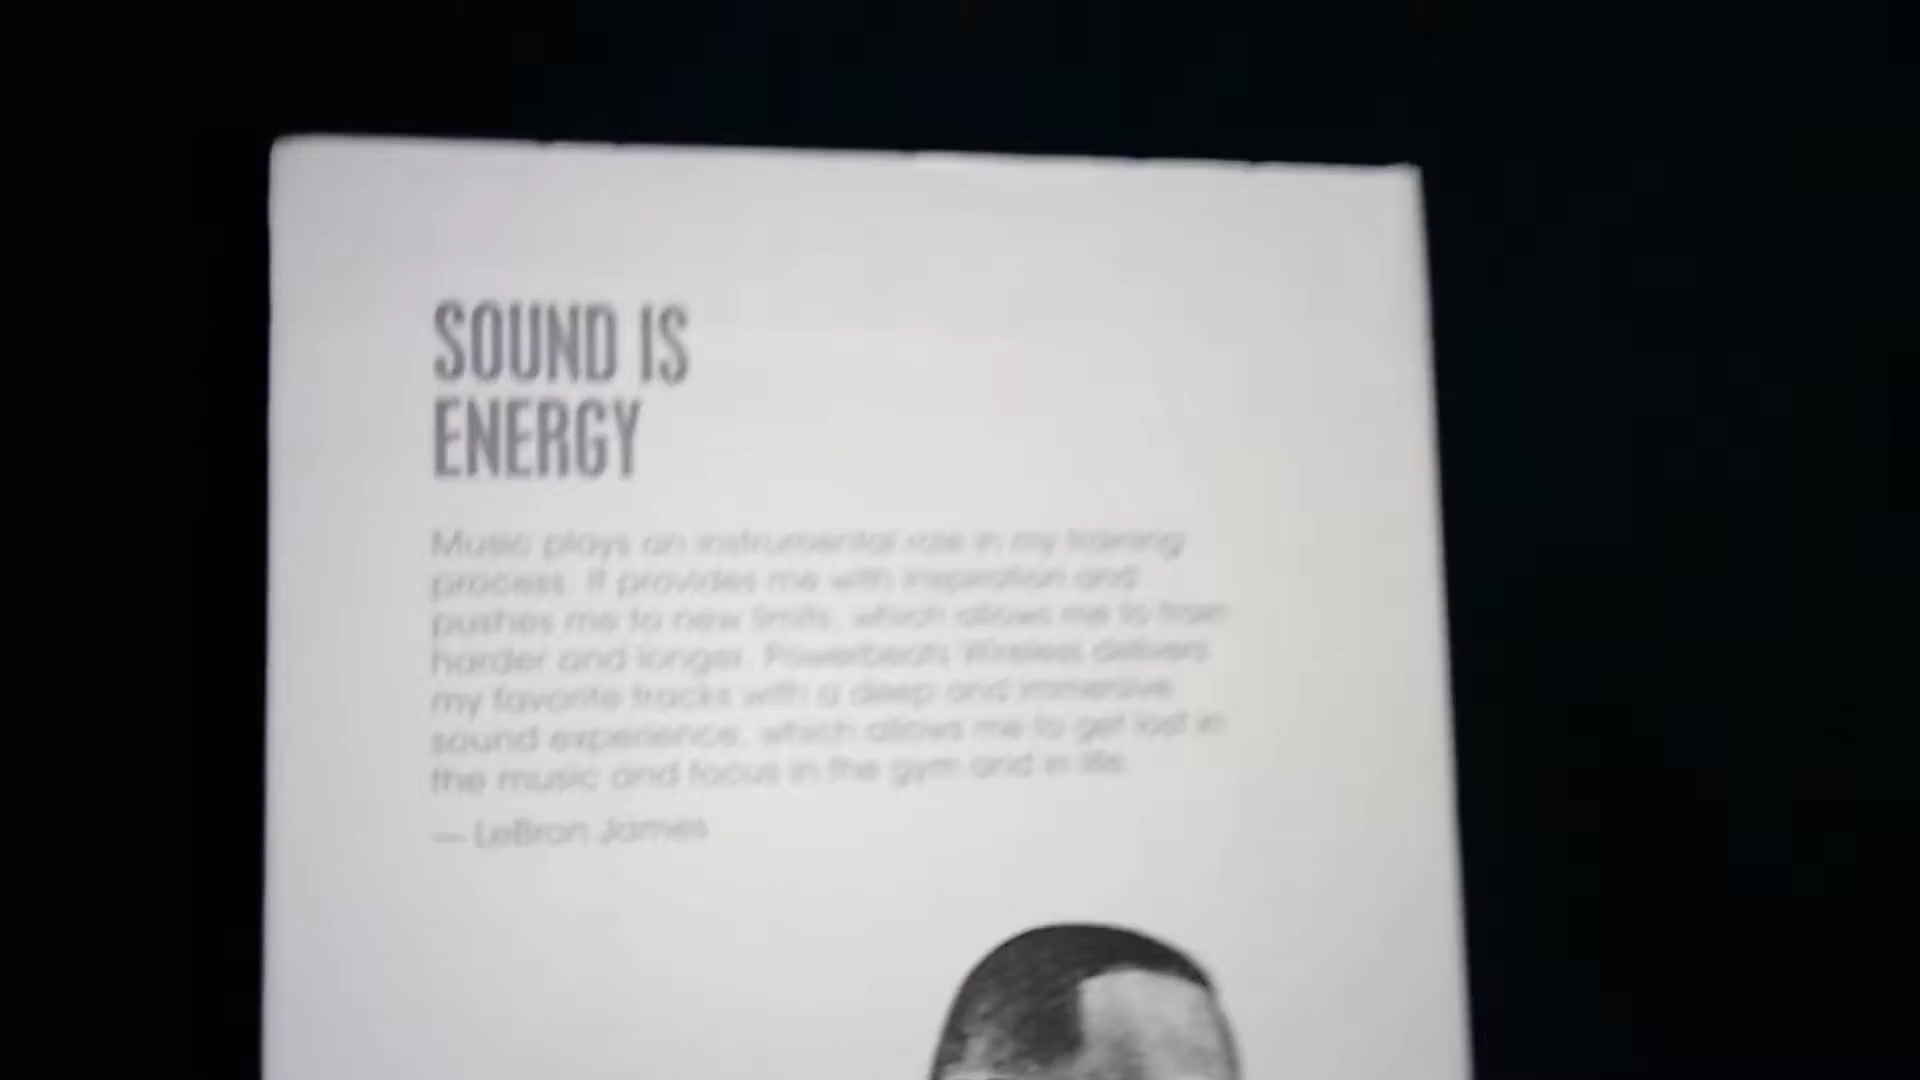 SOUND IS
ENERGY
Music plays an instrumental role in my training
process. It provides me with inspiration and
pushes me to new limits, which allows me to train
harder and longer. Powerbeats Wireless delivers
my favorite tracks with a deep and immersive
sound experience, which allows me to get lost in
the music and focus in the gym and in life.
— LeBron James